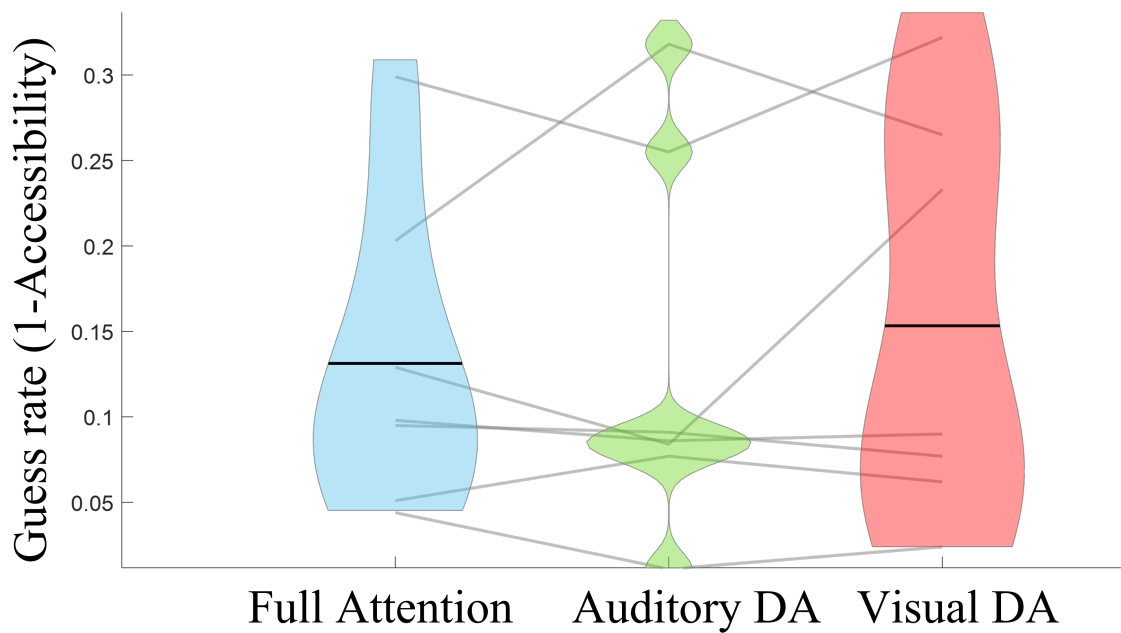 Guess rate (1-Accessibility)
0.3
0.25
0.2
0.15
0.1
0.05
Full Attention
Auditory DA
Visual DA